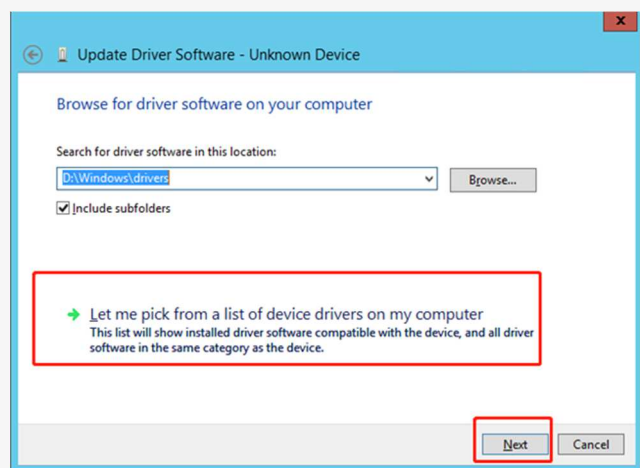 x
Update Driver Software - Unknown Device
Browse for driver software on your computer
Search for driver software in this location:
D:\Windows\drivers
Browse...
Include subfolders
Let me pick from a list of device drivers on my computer
This list will show installed driver software compatible with the device, and all driver
software in the same category as the device.
Next
Cancel